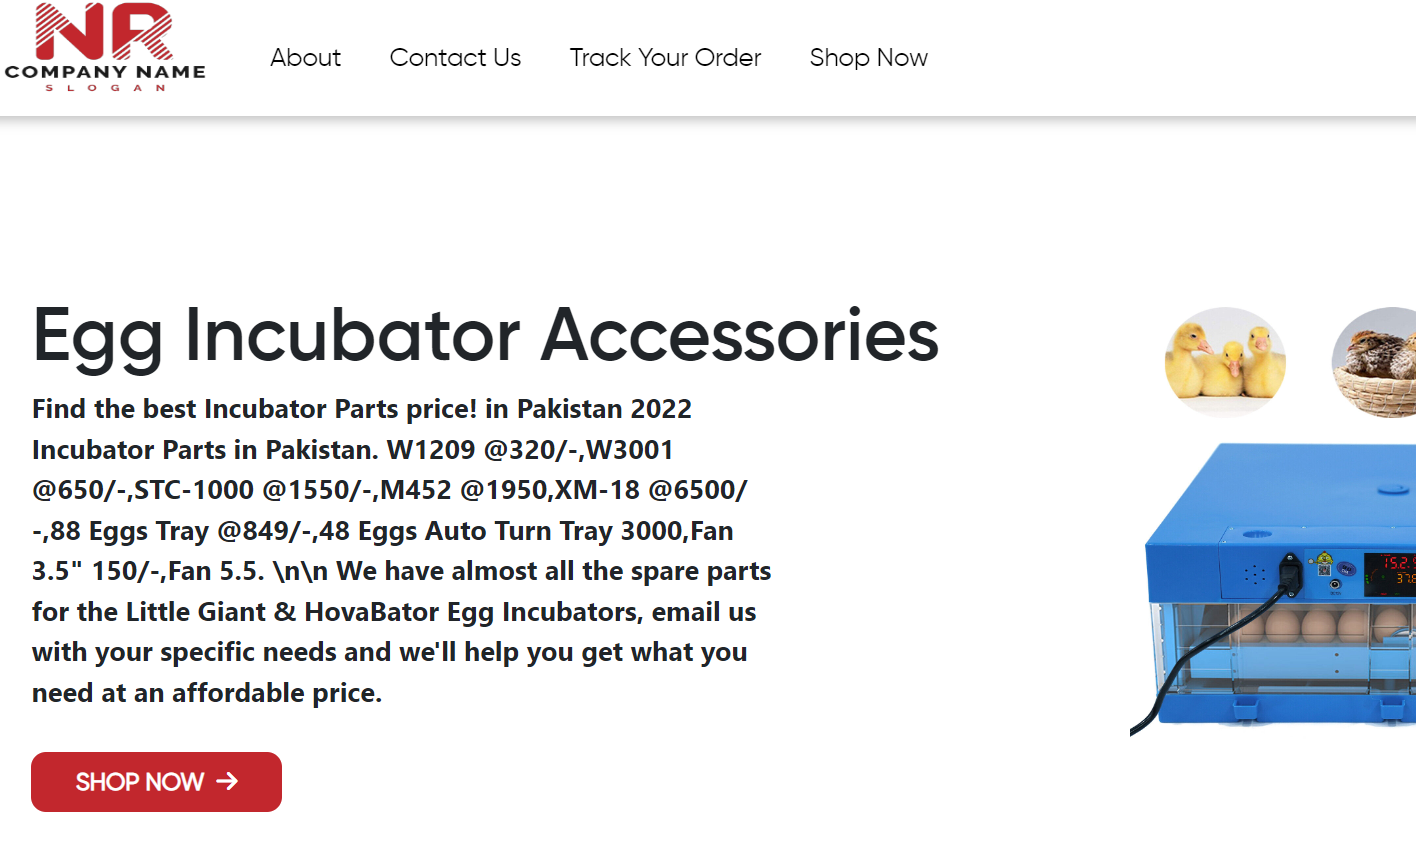 NR
COMPANY NAME
SLOGAN
About
Contact Us
Track Your Order
Shop Now
Egg Incubator Accessories
Find the best Incubator Parts price! in Pakistan 2022
Incubator Parts in Pakistan. W1209 @320/-,W3001
@650/-,STC-1000 @1550/-,M452 @1950,XM-18 @6500/
-,88 Eggs Tray @849/-,48 Eggs Auto Turn Tray 3000,Fan
3.5" 150/-,Fan 5.5. \n\n We have almost all the spare parts
for the Little Giant & HovaBator Egg Incubators, email us
with your specific needs and we'll help you get what you
need at an affordable price.
SHOP NOW →